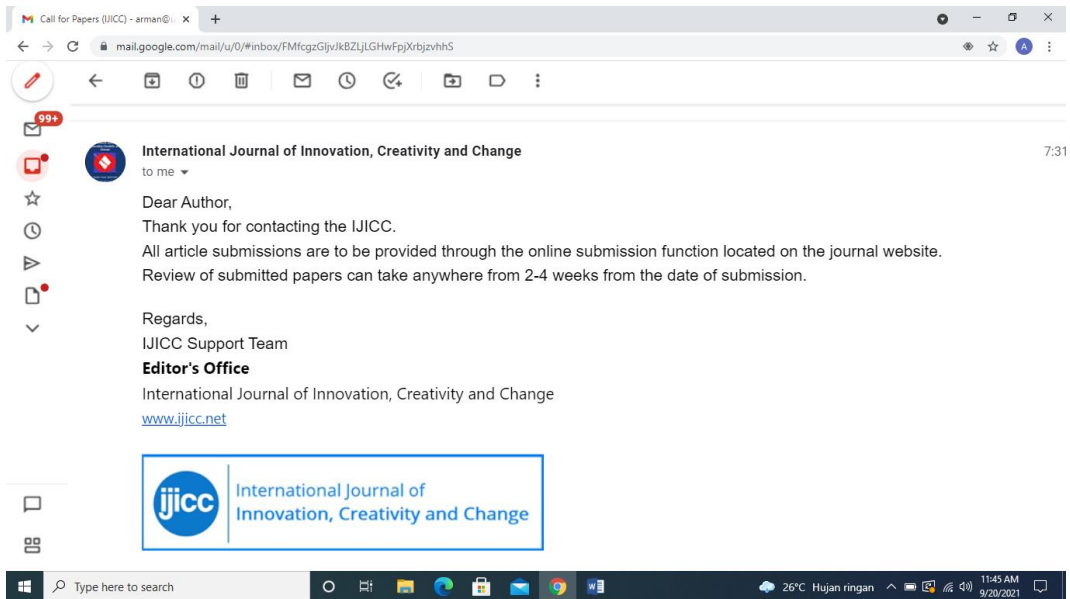 Call for Papers (IJICC) - arman@
mail.google.com/mail/u/0/#inbox/FMfcgzGljvJkBZLjLGHwFpjXrbjzvhhS
A
99+
International Journal of Innovation, Creativity and Change
7:31
to me
Dear Author,
Thank you for contacting the IJICC.
All article submissions are to be provided through the online submission function located on the journal website.
Review of submitted papers can take anywhere from 2-4 weeks from the date of submission.
Regards,
IJICC Support Team
Editor's Office
International Journal of Innovation, Creativity and Change
www.ijicc.net
ijicc
International Journal of
Innovation, Creativity and Change
Type here to search
26°C Hujan ringan
11:45 AM
9/20/2021